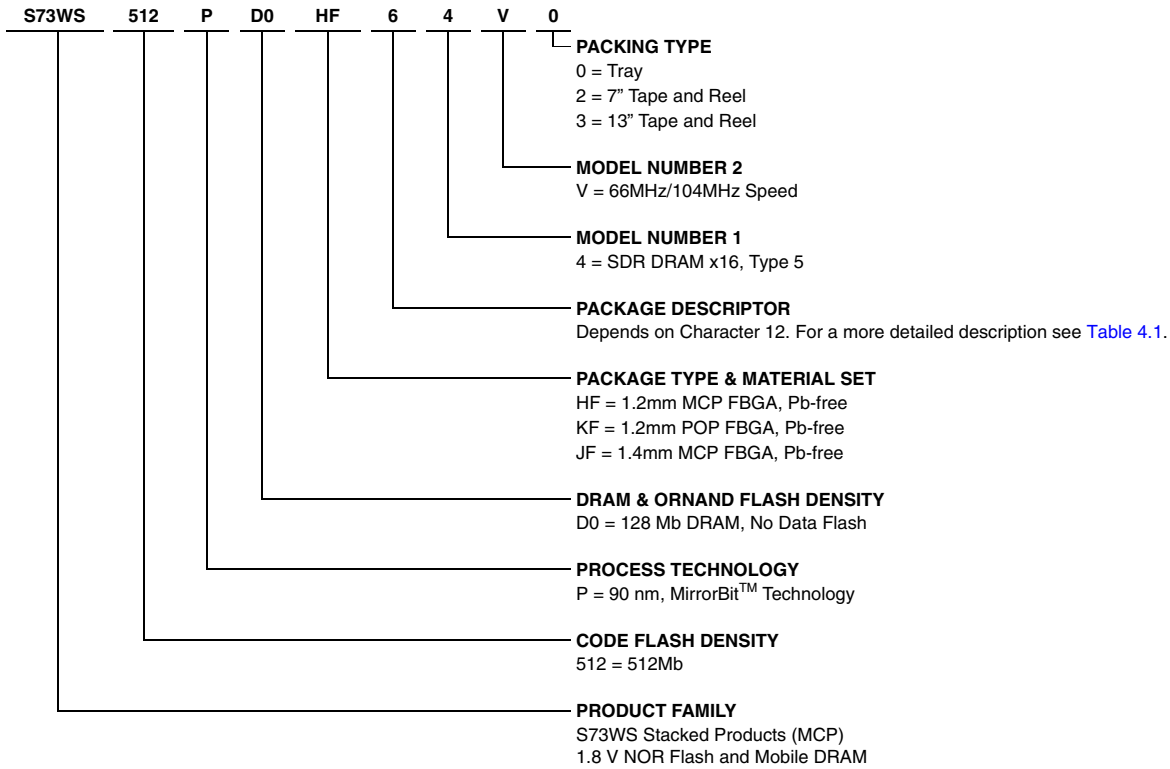 S73WS 512 P D0 HF 6 4 V 0
PACKING TYPE
0 = Tray
2 = 7” Tape and Reel
3 = 13” Tape and Reel
MODEL NUMBER 2
V = 66MHz/104MHz Speed
MODEL NUMBER 1
4 = SDR DRAM x16, Type 5
PACKAGE DESCRIPTOR
Depends on Character 12. For a more detailed description see Table 4.1.
PACKAGE TYPE & MATERIAL SET
HF = 1.2mm MCP FBGA, Pb-free
KF = 1.2mm POP FBGA, Pb-free
JF = 1.4mm MCP FBGA, Pb-free
DRAM & ORNAND FLASH DENSITY
D0 = 128 Mb DRAM, No Data Flash
PROCESS TECHNOLOGY
P = 90 nm, MirrorBit™ Technology
CODE FLASH DENSITY
512 = 512Mb
PRODUCT FAMILY
S73WS Stacked Products (MCP)
1.8 V NOR Flash and Mobile DRAM